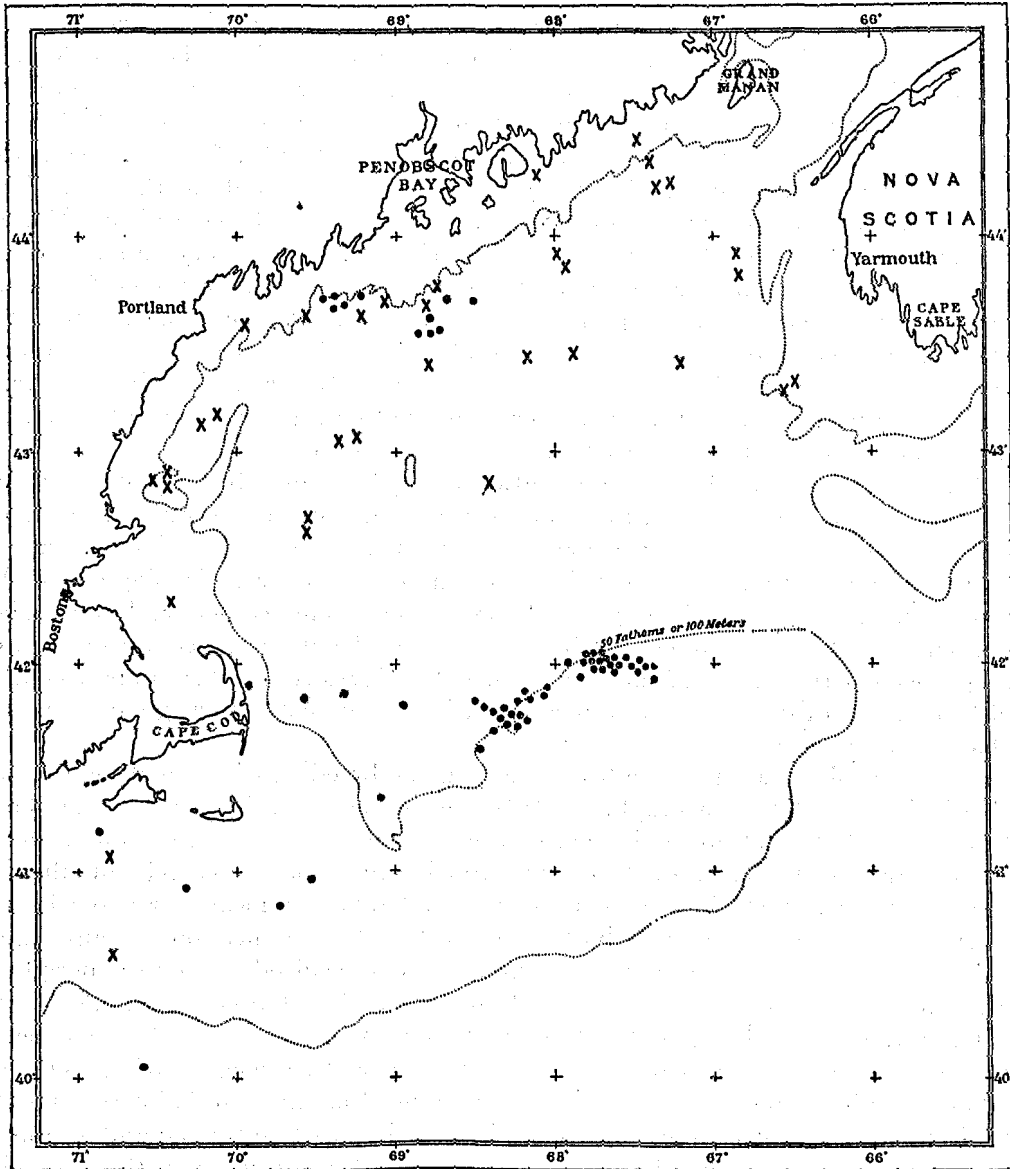 71° 70° 69° 68° 67° 66°
GRAND
MANAN
PENOBSCOT
BAY
NOVA
SCOTIA
44° 44°
Yarmouth
Portland
CAPE
SABLE
43° 43°
Boston
50 Fathoms or 100 Meters
42° 42°
CAPE COD
41° 41°
40° 40°
71° 70° 69° 68° 67° 66°